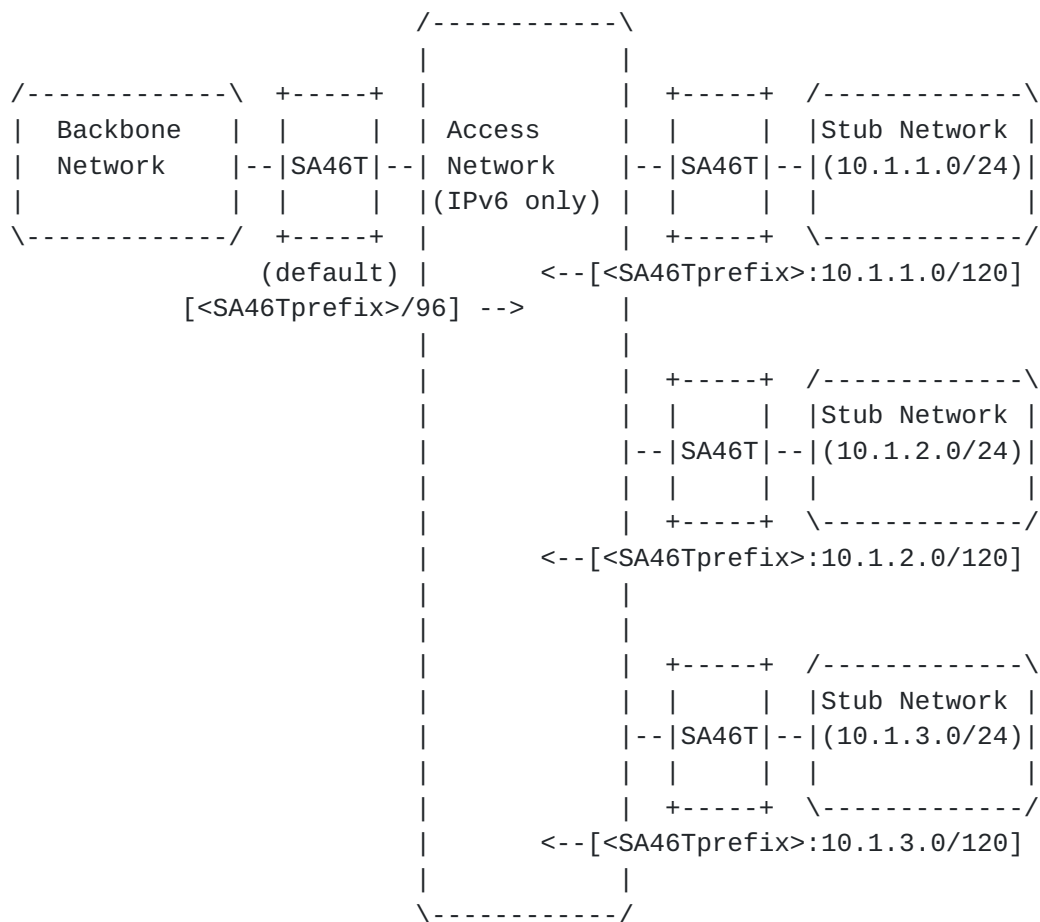 Backbone Access Stub Network
Network SA46T Network SA46T (10.1.1.0/24)
(IPv6 only)
(default) <--[<SA46Tprefix>:10.1.1.0/120]
[<SA46Tprefix>/96] -->
Stub Network
SA46T (10.1.2.0/24)
<--[<SA46Tprefix>:10.1.2.0/120]
Stub Network
SA46T (10.1.3.0/24)
<--[<SA46Tprefix>:10.1.3.0/120]